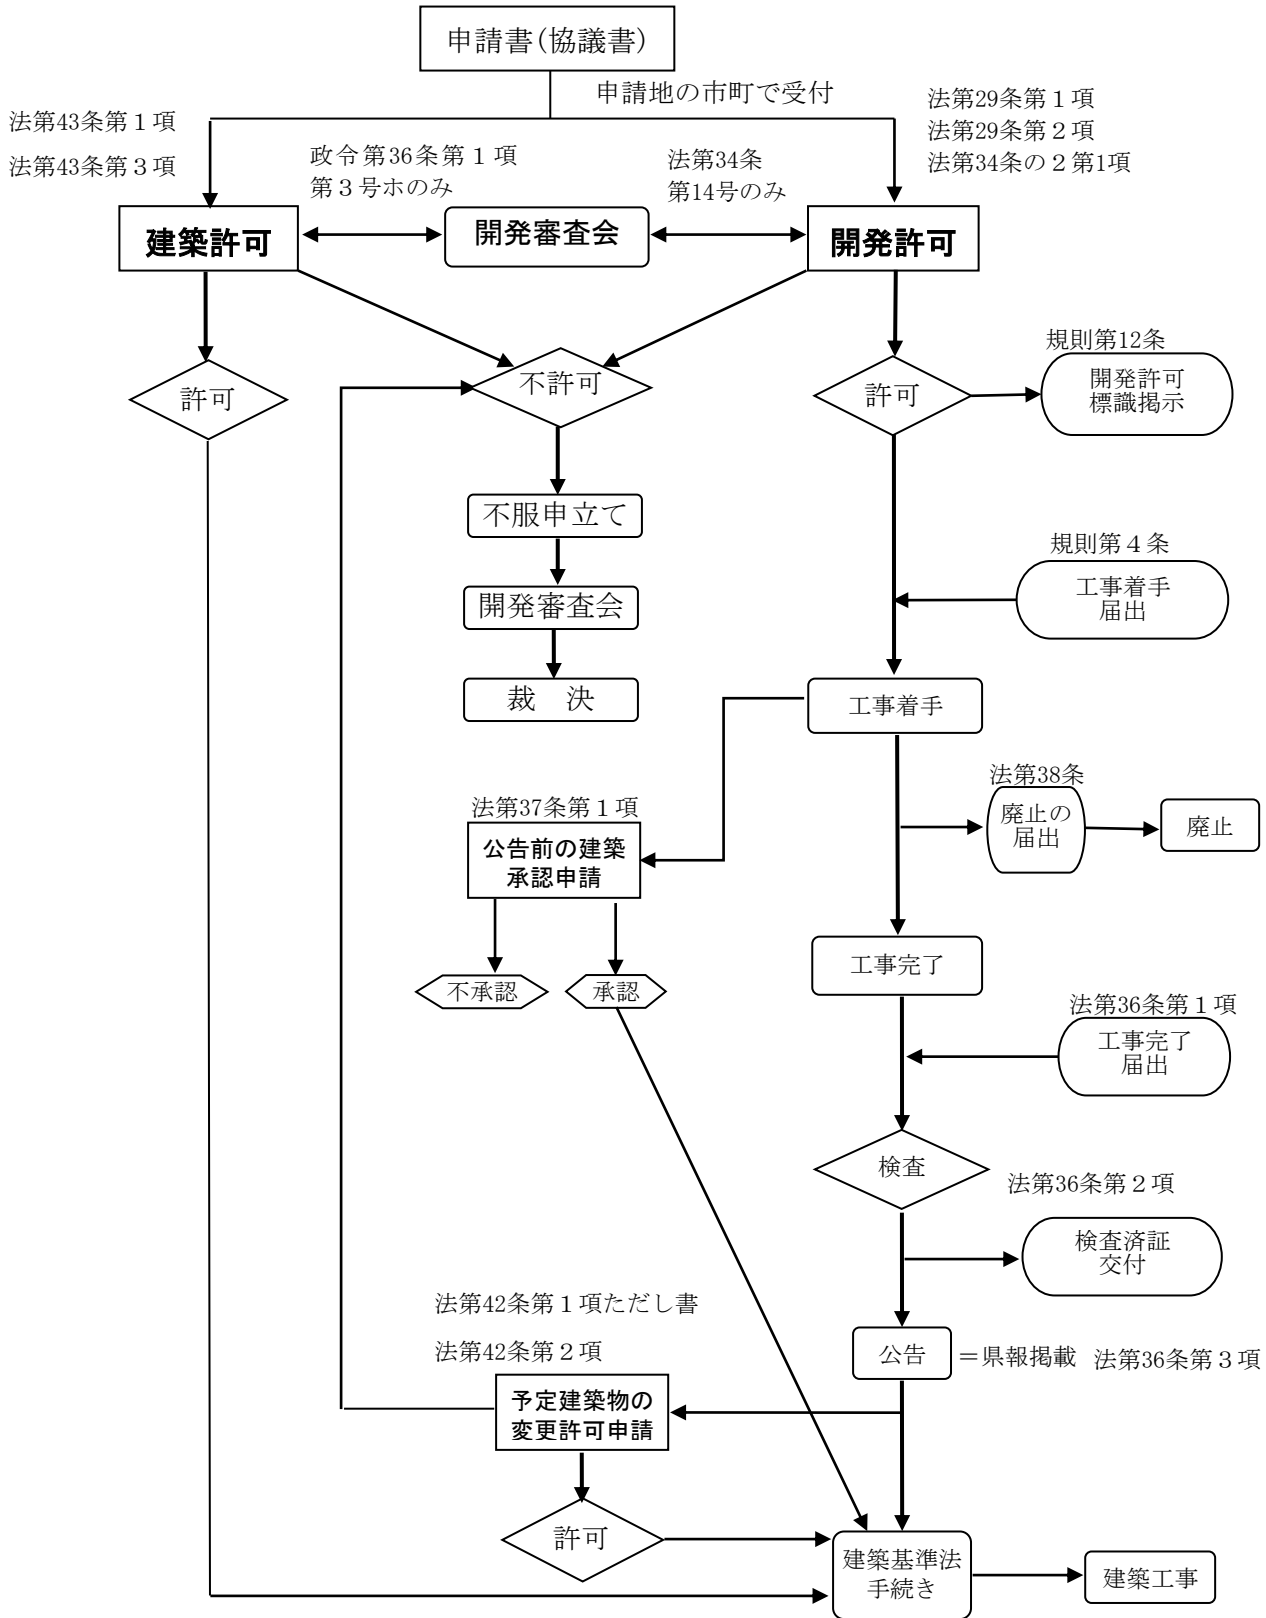 申請書(協議書)
申請地の市町で受付
法第43条第１項
法第43条第３項
法第29条第１項
法第29条第２項
法第34条の２第1項
政令第36条第１項
第３号ホのみ
法第34条
第14号のみ
建築許可
開発審査会
開発許可
許可
不許可
許可
規則第12条
開発許可
標識掲示
不服申立て
開発審査会
裁　決
規則第４条
工事着手
届出
工事着手
法第38条
廃止の
届出
廃止
法第37条第１項
公告前の建築
承認申請
不承認
承認
工事完了
法第36条第１項
工事完了
届出
検査
法第36条第２項
検査済証
交付
公告
＝県報掲載
法第36条第３項
法第42条第１項ただし書
法第42条第２項
予定建築物の
変更許可申請
許可
建築基準法
手続き
建築工事